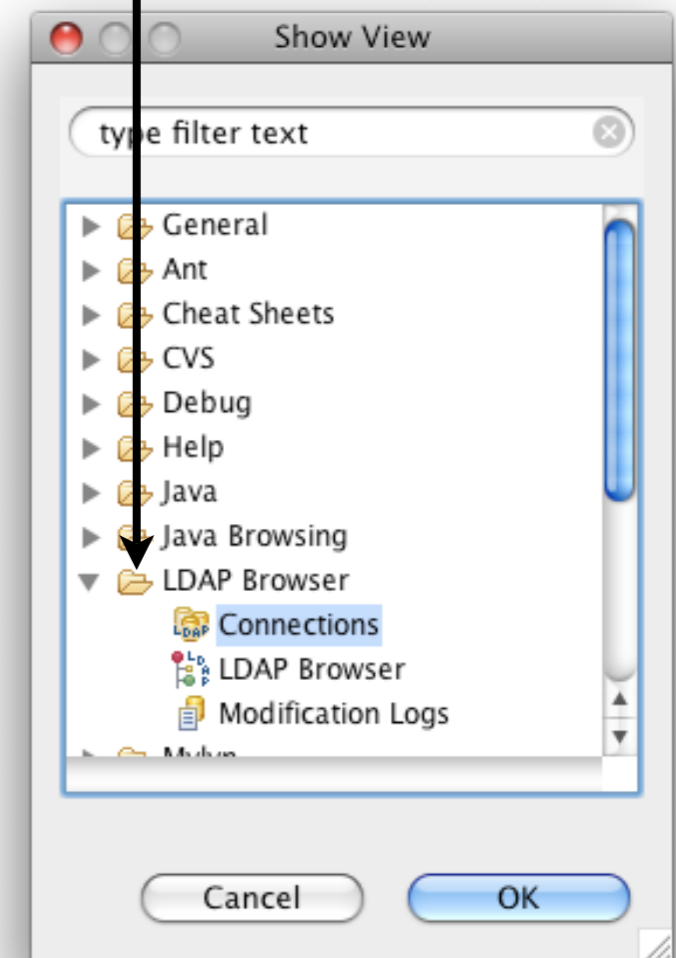 Show View
type filter text
General
Ant
Cheat Sheets
CVS
Debug
Help
Java
Java Browsing
LDAP Browser
Connections
LDAP Browser
Modification Logs
Mylyn
Cancel
OK